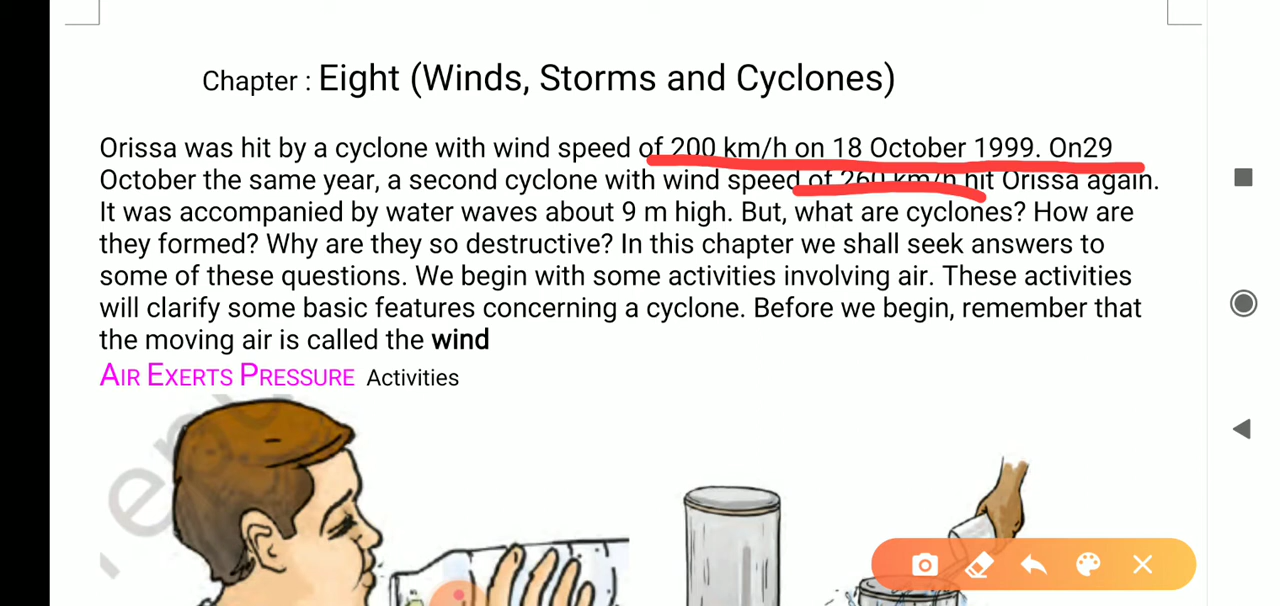 Chapter : Eight (Winds, Storms and Cyclones)
Orissa was hit by a cyclone with wind speed of 200 km/h on 18 October 1999. On29
October the same year, a second cyclone with wind speed of 260 km/h hit Orissa again.
It was accompanied by water waves about 9 m high. But, what are cyclones? How are
they formed? Why are they so destructive? In this chapter we shall seek answers to
some of these questions. We begin with some activities involving air. These activities
will clarify some basic features concerning a cyclone. Before we begin, remember that
the moving air is called the wind
AIR EXERTS PRESSURE Activities